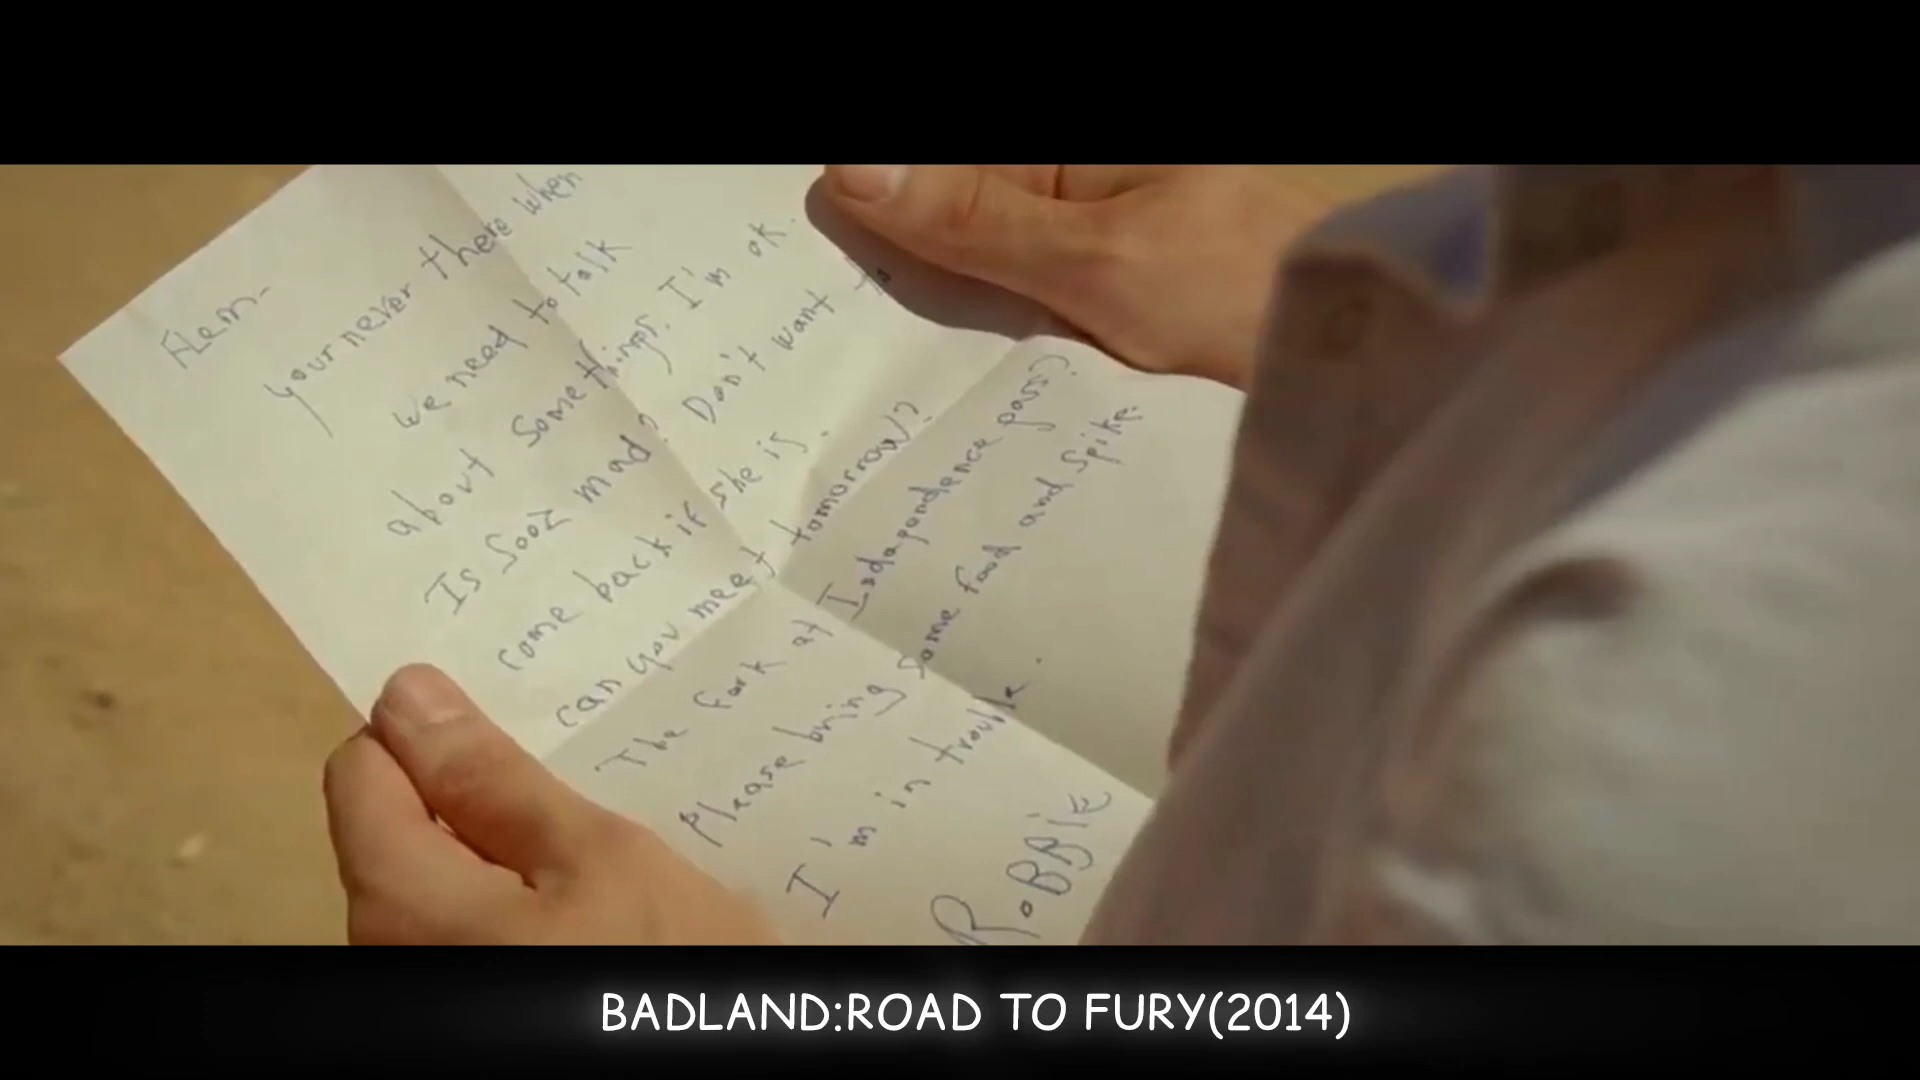 Flem-
your never there when
we need to talk
about somethings. I'm ok.
Is Sooz mad? Don't want to
come back if she is.
can you meet tomorrow?
The fork at Indapendence pass?
Please bring some food and Spike.
I'm in trouble.
RoBBie
BADLAND:ROAD TO FURY(2014)